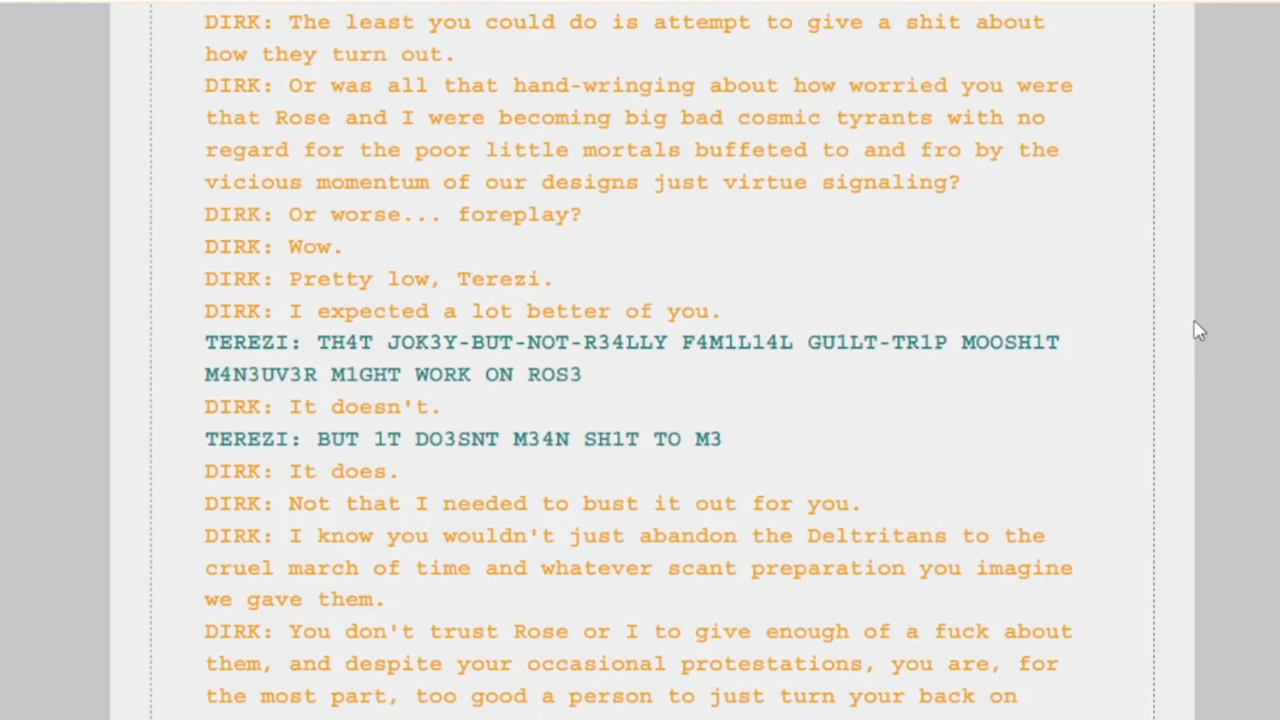 DIRK: The least you could do is attempt to give a shit about
how they turn out.
DIRK: Or was all that hand-wringing about how worried you were
that Rose and I were becoming big bad cosmic tyrants with no
regard for the poor little mortals buffeted to and fro by the
vicious momentum of our designs just virtue signaling?
DIRK: Or worse... foreplay?
DIRK: Wow.
DIRK: Pretty low, Terezi.
DIRK: I expected a lot better of you.
TEREZI: TH4T JOK3Y-BUT-NOT-R34LLY F4M1L14L GU1LT-TR1P MOOSH1T
M4N3UV3R M1GHT WORK ON ROS3
DIRK: It doesn't.
TEREZI: BUT 1T DO3SNT M34N SH1T TO M3
DIRK: It does.
DIRK: Not that I needed to bust it out for you.
DIRK: I know you wouldn't just abandon the Deltritans to the
cruel march of time and whatever scant preparation you imagine
we gave them.
DIRK: You don't trust Rose or I to give enough of a fuck about
them, and despite your occasional protestations, you are, for
the most part, too good a person to just turn your back on